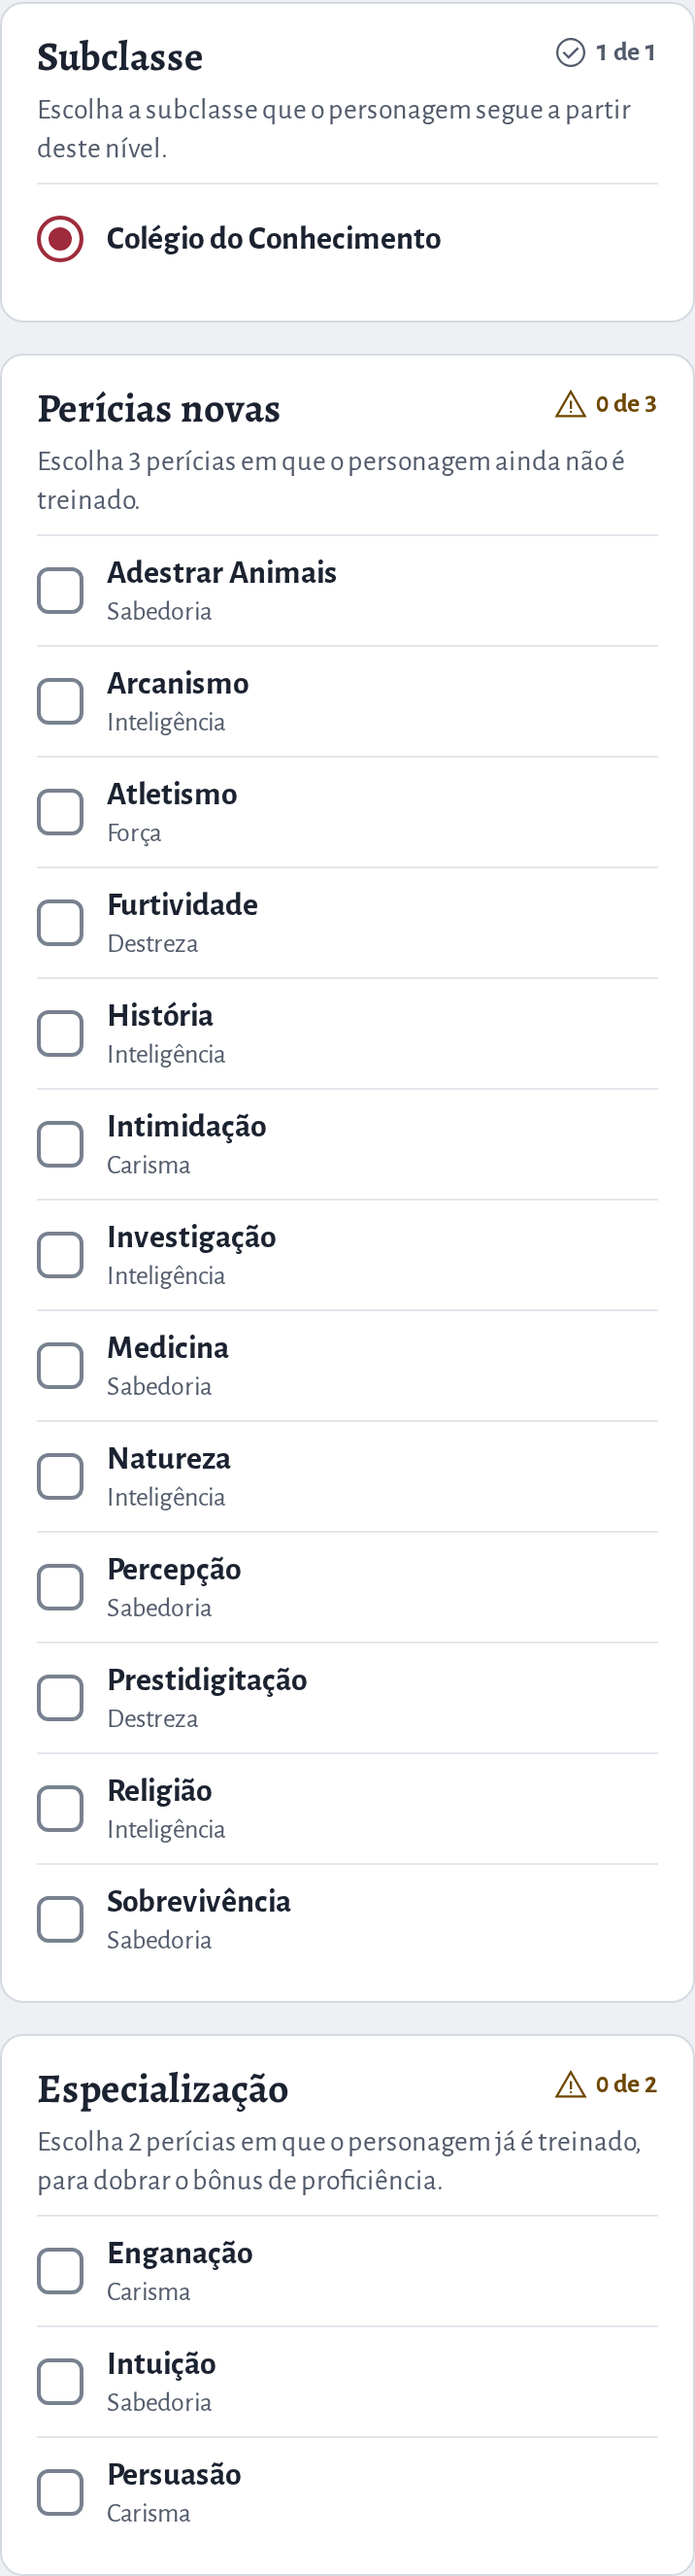 Subclasse
1 de 1
Escolha a subclasse que o personagem segue a partir
deste nível.
Colégio do Conhecimento
Perícias novas
0 de 3
Escolha 3 perícias em que o personagem ainda não é
treinado.
Adestrar Animais
Sabedoria
Arcanismo
Inteligência
Atletismo
Força
Furtividade
Destreza
História
Inteligência
Intimidação
Carisma
Investigação
Inteligência
Medicina
Sabedoria
Natureza
Inteligência
Percepção
Sabedoria
Prestidigitação
Destreza
Religião
Inteligência
Sobrevivência
Sabedoria
Especialização
0 de 2
Escolha 2 perícias em que o personagem já é treinado,
para dobrar o bônus de proficiência.
Enganação
Carisma
Intuição
Sabedoria
Persuasão
Carisma